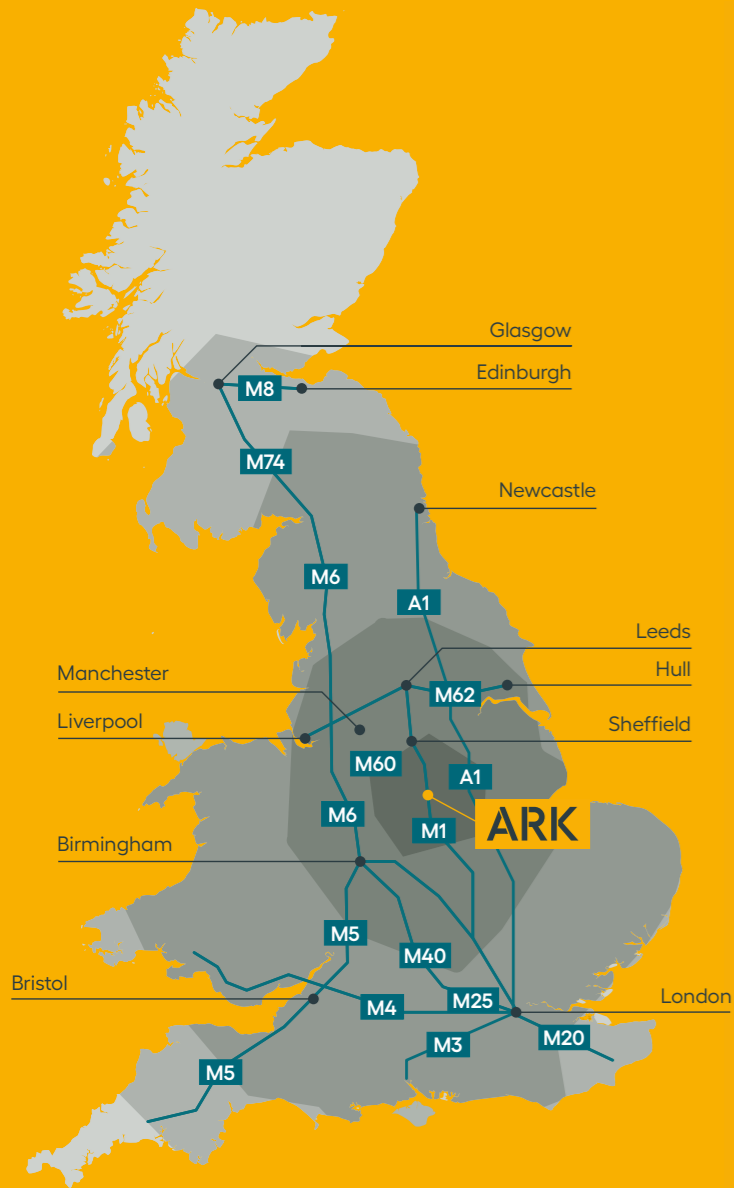 Glasgow
Edinburgh
M8
M74
Newcastle
M6
A1
Leeds
Manchester
Hull
M62
Liverpool
Sheffield
M60
A1
M6
ARK
M1
Birmingham
M5
M40
Bristol
M25
London
M4
M20
M3
M5